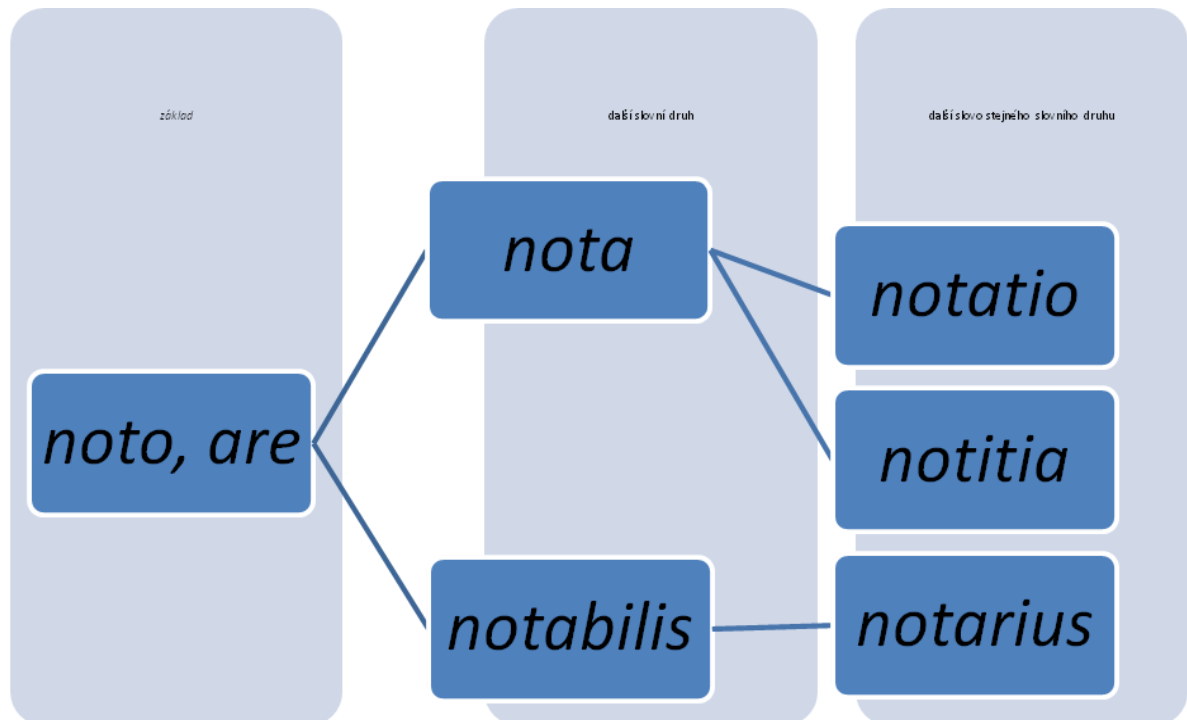 základ
další slovní druh
další slovo stejného slovního druhu
nota
notatio
noto, are
notitia
notabilis
notarius